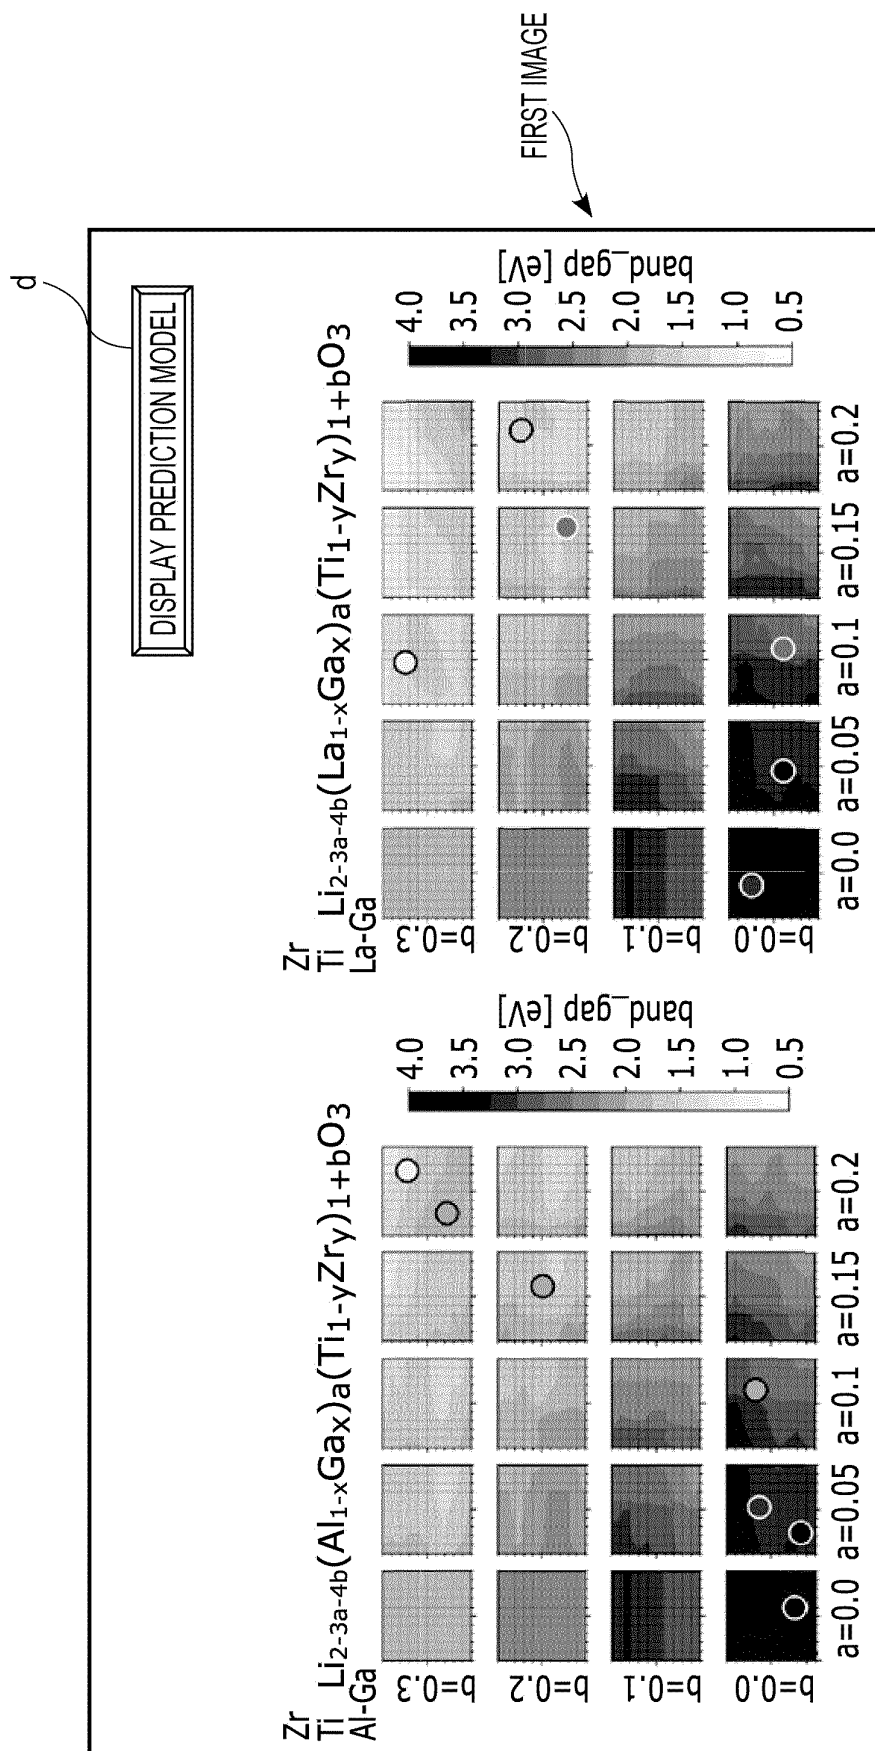 FIRST IMAGE
d
DISPLAY PREDICTION MODEL
Zr
Ti Li2-3a-4b(Al1-xGax)a(Ti1-yZry)1+bO3
Al-Ga
b=0.3
b=0.2
b=0.1
b=0.0
a=0.0 a=0.05 a=0.1 a=0.15 a=0.2
4.0
3.5
3.0
2.5
2.0
1.5
1.0
0.5
band_gap [eV]
Zr
Ti Li2-3a-4b(La1-xGax)a(Ti1-yZry)1+bO3
La-Ga
b=0.3
b=0.2
b=0.1
b=0.0
a=0.0 a=0.05 a=0.1 a=0.15 a=0.2
4.0
3.5
3.0
2.5
2.0
1.5
1.0
0.5
band_gap [eV]